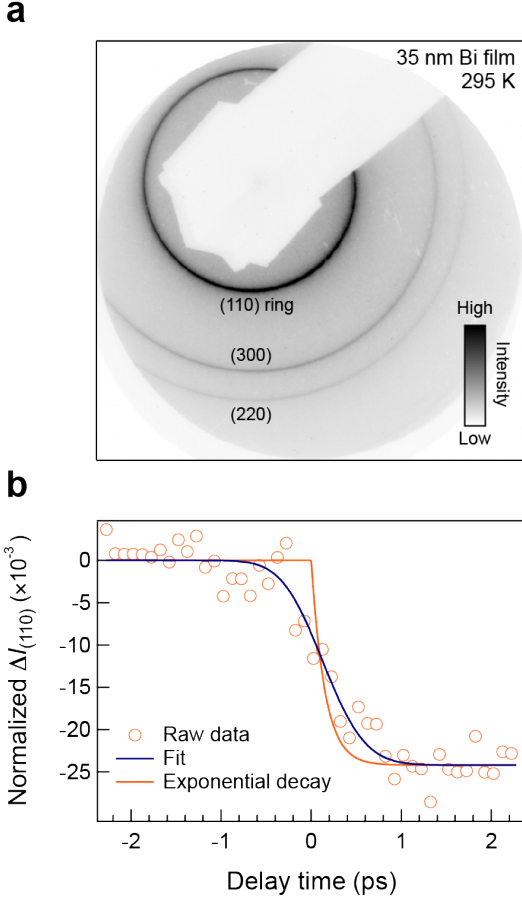 a
35 nm Bi film
295 K
(110) ring
(300)
(220)
High
Intensity
Low
b
Normalized ΔI(110) (×10-3)
0
-5
-10
-15
-20
-25
Raw data
Fit
Exponential decay
-2 -1 0 1 2
Delay time (ps)